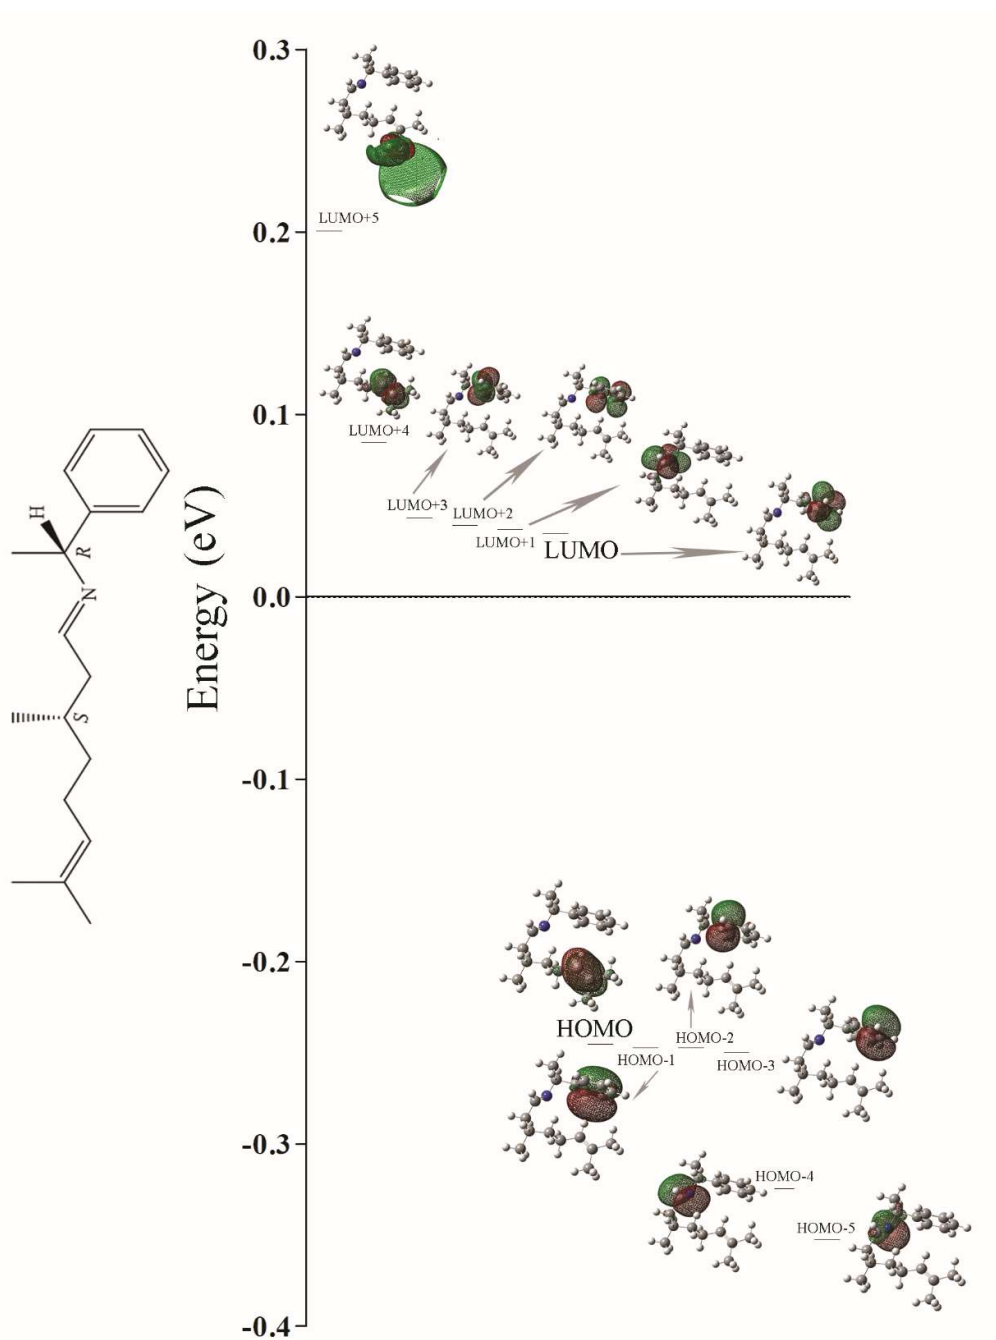 0.3
LUMO+5
0.2
0.1
LUMO+4
LUMO+3
LUMO+2
LUMO+1
LUMO
0.0
H
R
N
S
Energy (eV)
-0.1
-0.2
HOMO
HOMO-2
HOMO-1
HOMO-3
-0.3
HOMO-4
HOMO-5
-0.4